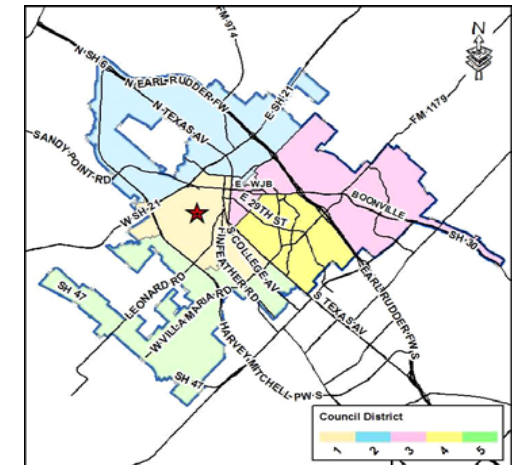 FM-974
N
N-SH-6
N-EARL-RUDDER-FW
E-SH-21
N-TEXAS-AV
FM-1179
SANDY-POINT-RD
E-WJB
BOONVILLE
W-SH-21
E 29TH ST
SH-30
S-COLLEGE-AV
FINFEATHER-RD
SH 47
LEONARD RD
W-VILLA MARIA RD
S TEXAS AV
EARL-RUDDER-FW S
HARVEY-MITCHELL-PW-S
SH 47
Council District
1 2 3 4 5